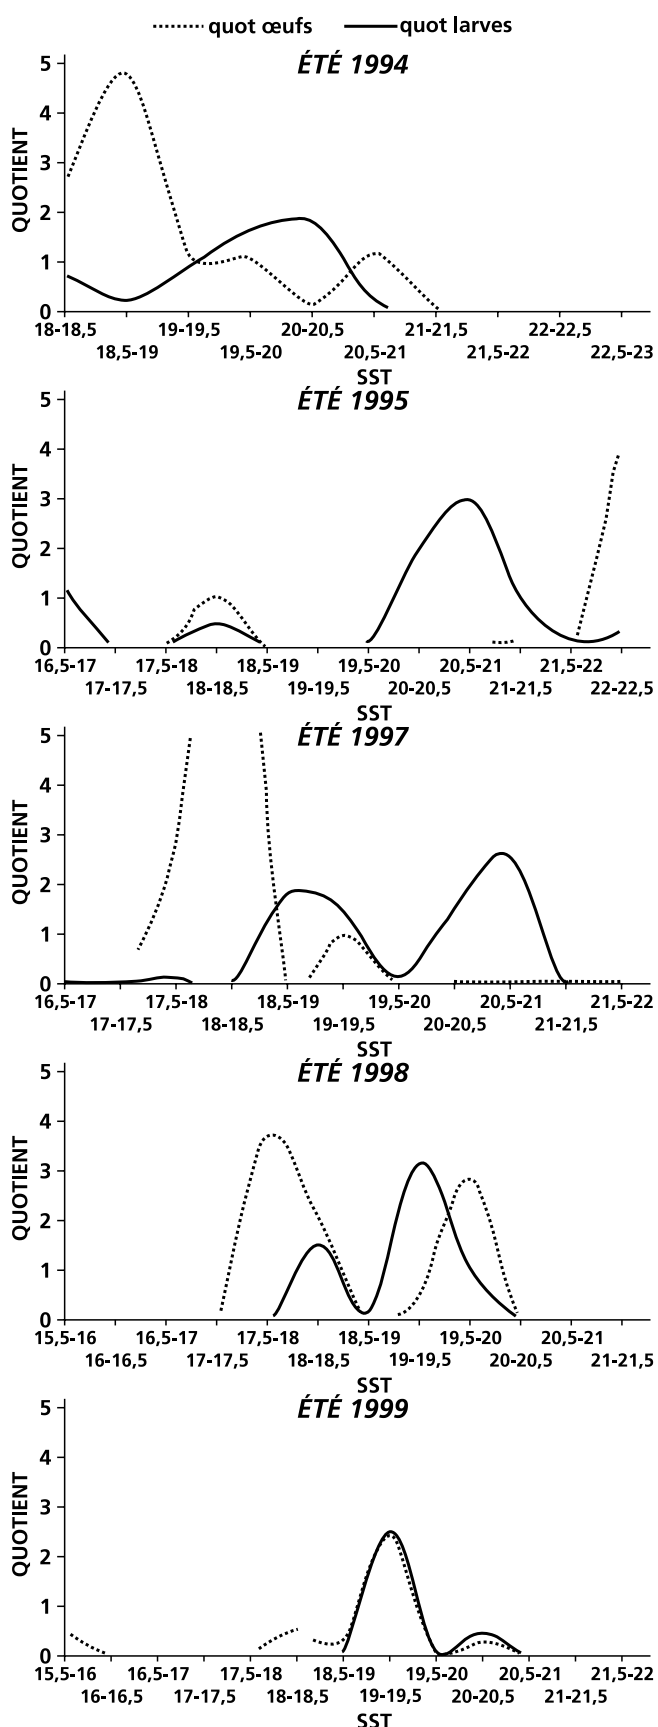 quot œufs quot larves
ÉTÉ 1994
5
4
3
2
1
0
QUOTIENT
18-18,5 19-19,5 20-20,5 21-21,5 22-22,5
18,5-19 19,5-20 20,5-21 21,5-22 22,5-23
SST
ÉTÉ 1995
5
4
3
2
1
0
QUOTIENT
16,5-17 17,5-18 18,5-19 19,5-20 20,5-21 21,5-22
17-17,5 18-18,5 19-19,5 20-20,5 21-21,5 22-22,5
SST
ÉTÉ 1997
5
4
3
2
1
0
QUOTIENT
16,5-17 17,5-18 18,5-19 19,5-20 20,5-21 21,5-22
17-17,5 18-18,5 19-19,5 20-20,5 21-21,5
SST
ÉTÉ 1998
5
4
3
2
1
0
QUOTIENT
15,5-16 16,5-17 17,5-18 18,5-19 19,5-20 20,5-21
16-16,5 17-17,5 18-18,5 19-19,5 20-20,5 21-21,5
SST
ÉTÉ 1999
5
4
3
2
1
0
QUOTIENT
15,5-16 16,5-17 17,5-18 18,5-19 19,5-20 20,5-21 21,5-22
16-16,5 17-17,5 18-18,5 19-19,5 20-20,5 21-21,5
SST